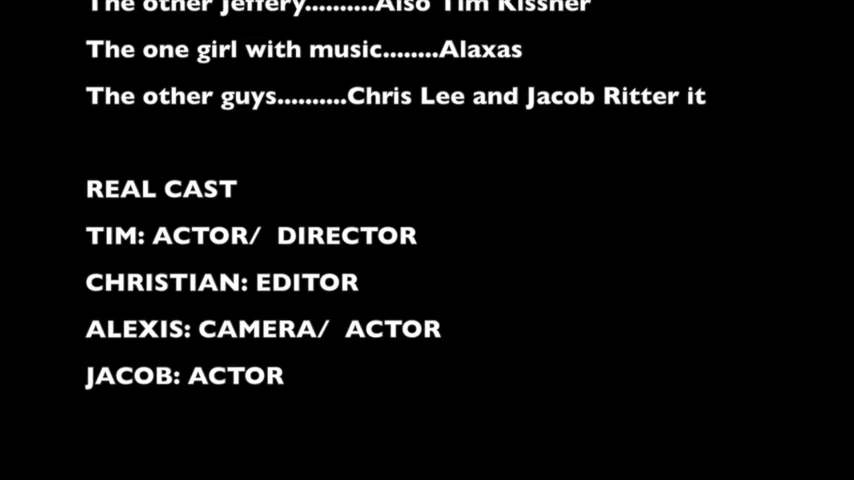 The other Jeffery..........Also Tim Kissner
The one girl with music........Alaxas
The other guys..........Chris Lee and Jacob Ritter it
REAL CAST
TIM: ACTOR/  DIRECTOR
CHRISTIAN: EDITOR
ALEXIS: CAMERA/  ACTOR
JACOB: ACTOR